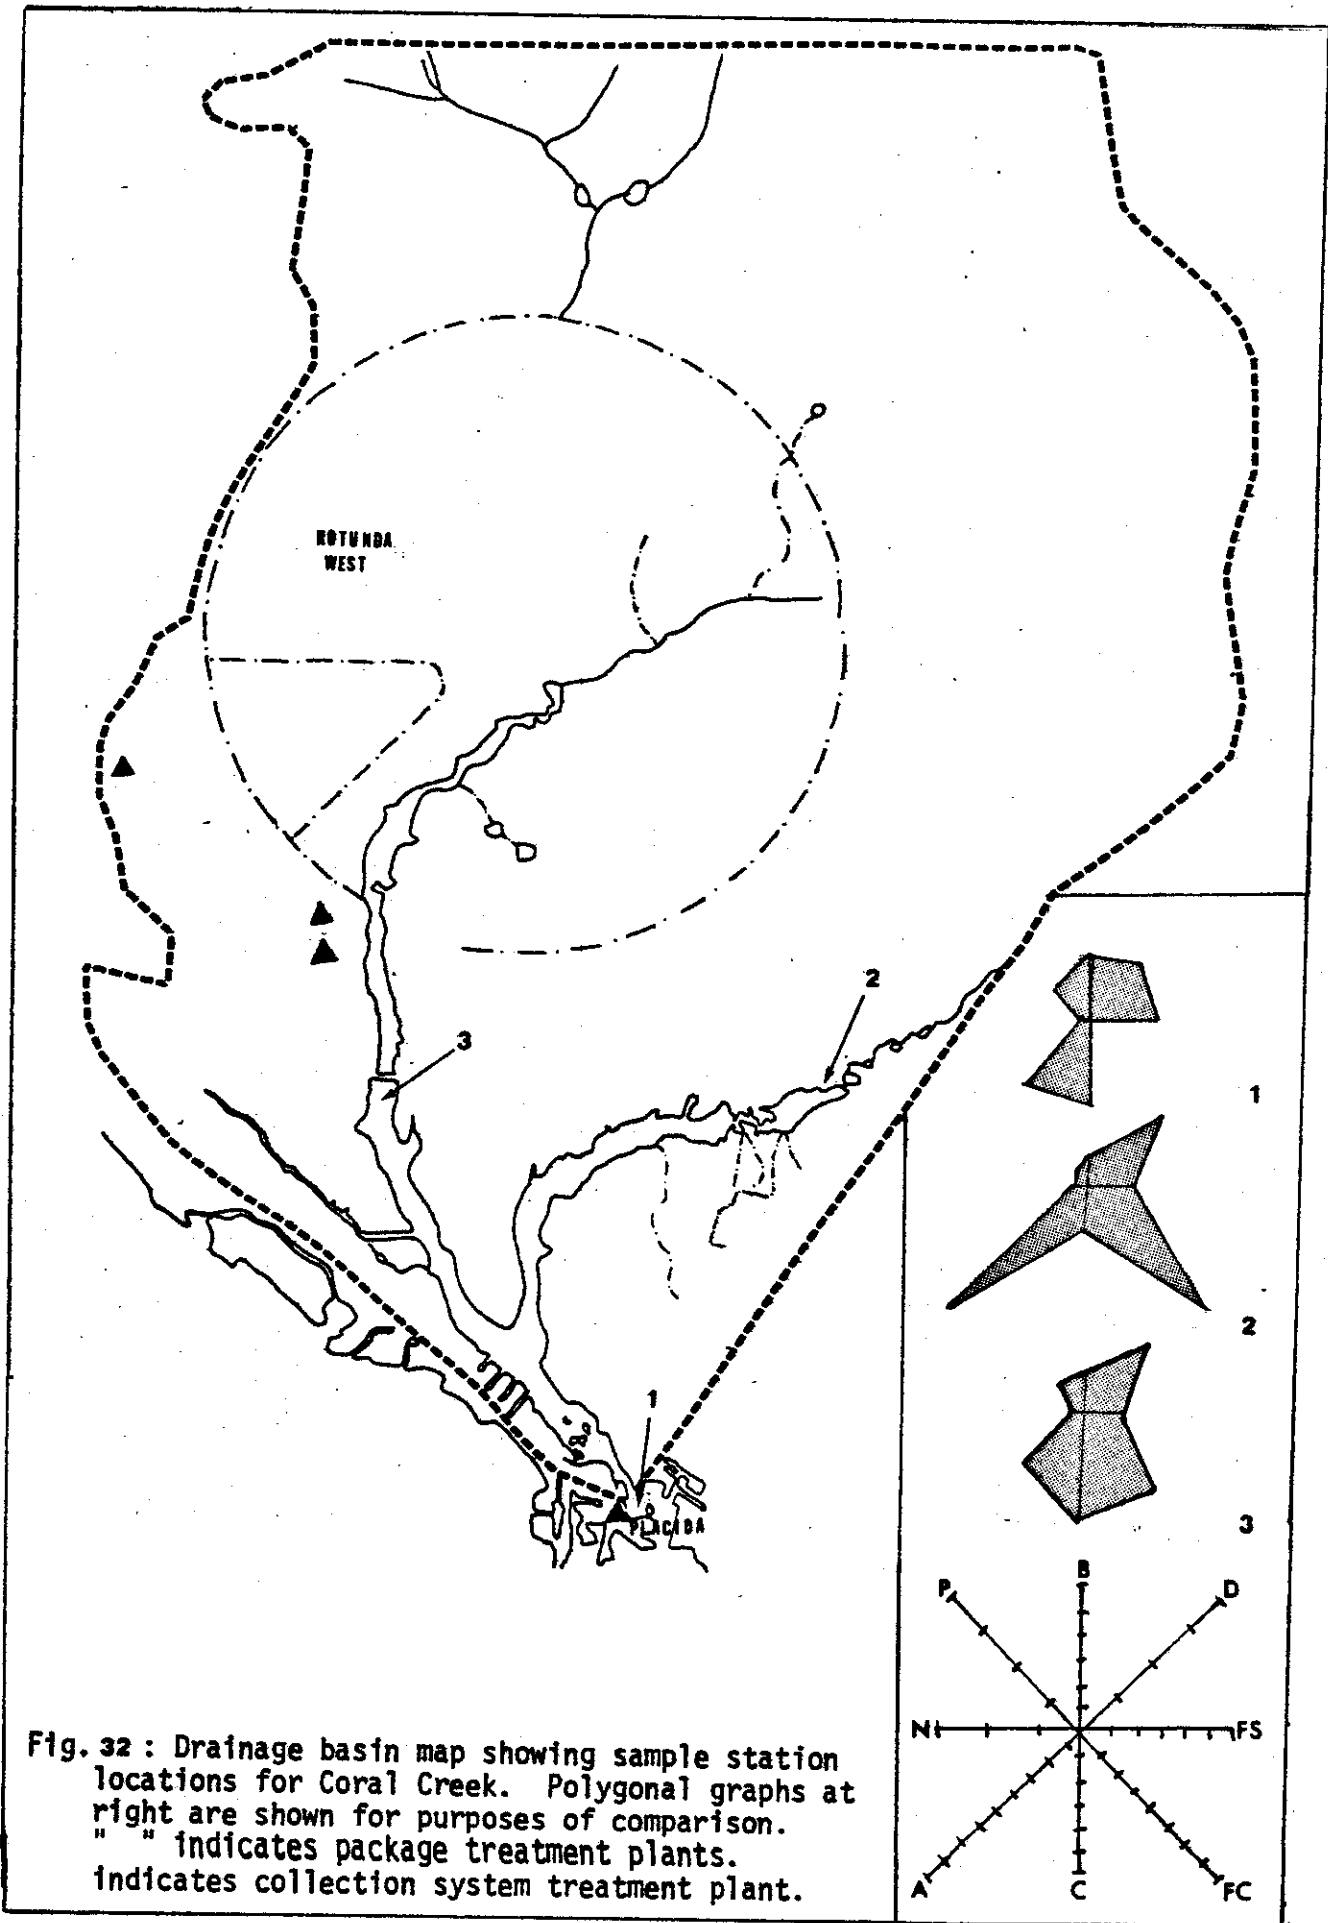 ROTUNDA
WEST
2
3
1
1
PLACIDA
2
3
B
P
D
N
FS
A
C
FC
Fig. 32 : Drainage basin map showing sample station
locations for Coral Creek. Polygonal graphs at
right are shown for purposes of comparison.
" " indicates package treatment plants.
indicates collection system treatment plant.